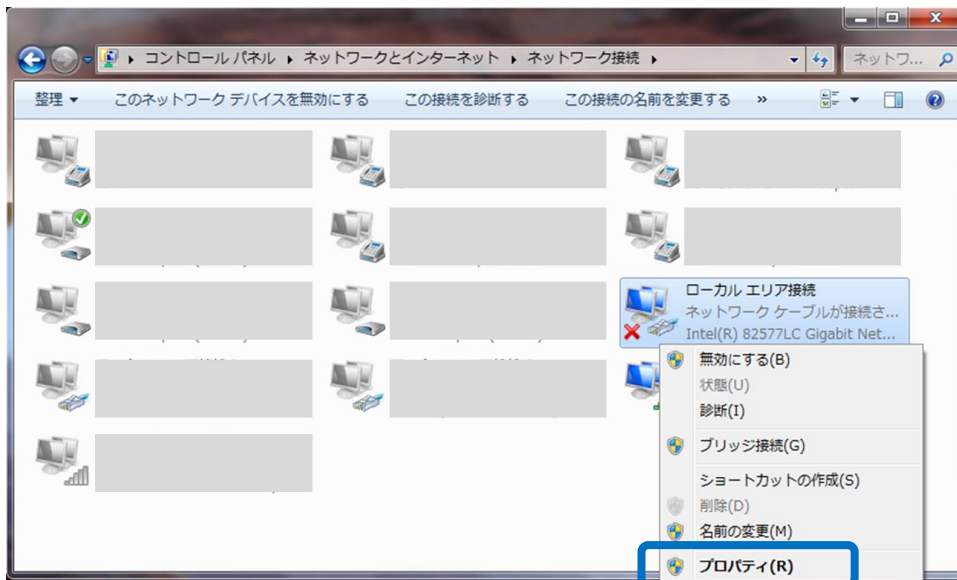 コントロール パネル ▸ ネットワークとインターネット ▸ ネットワーク接続 ▸
ネットワ...
整理 このネットワーク デバイスを無効にする この接続を診断する この接続の名前を変更する »
ローカル エリア接続
ネットワーク ケーブルが接続さ...
Intel(R) 82577LC Gigabit Net...
無効にする(B)
状態(U)
診断(I)
ブリッジ接続(G)
ショートカットの作成(S)
削除(D)
名前の変更(M)
プロパティ(R)